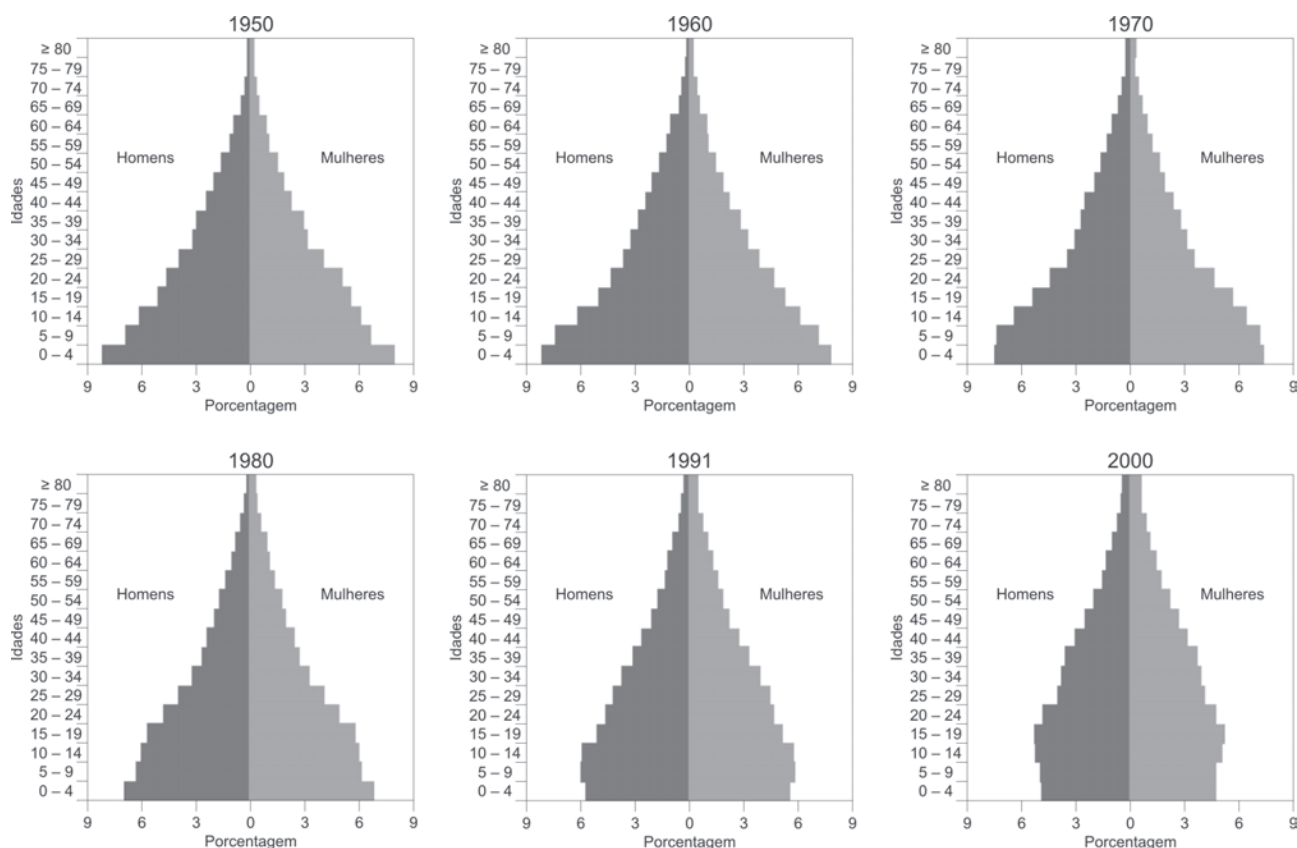 1950
≥ 80
75 – 79
70 – 74
65 – 69
60 – 64
55 – 59
50 – 54
45 – 49
40 – 44
35 – 39
30 – 34
25 – 29
20 – 24
15 – 19
10 – 14
5 – 9
0 – 4
Idades
Homens
Mulheres
9 6 3 0 3 6 9
Porcentagem
1960
≥ 80
75 – 79
70 – 74
65 – 69
60 – 64
55 – 59
50 – 54
45 – 49
40 – 44
35 – 39
30 – 34
25 – 29
20 – 24
15 – 19
10 – 14
5 – 9
0 – 4
Idades
Homens
Mulheres
9 6 3 0 3 6 9
Porcentagem
1970
≥ 80
75 – 79
70 – 74
65 – 69
60 – 64
55 – 59
50 – 54
45 – 49
40 – 44
35 – 39
30 – 34
25 – 29
20 – 24
15 – 19
10 – 14
5 – 9
0 – 4
Idades
Homens
Mulheres
9 6 3 0 3 6 9
Porcentagem
1980
≥ 80
75 – 79
70 – 74
65 – 69
60 – 64
55 – 59
50 – 54
45 – 49
40 – 44
35 – 39
30 – 34
25 – 29
20 – 24
15 – 19
10 – 14
5 – 9
0 – 4
Idades
Homens
Mulheres
9 6 3 0 3 6 9
Porcentagem
1991
≥ 80
75 – 79
70 – 74
65 – 69
60 – 64
55 – 59
50 – 54
45 – 49
40 – 44
35 – 39
30 – 34
25 – 29
20 – 24
15 – 19
10 – 14
5 – 9
0 – 4
Idades
Homens
Mulheres
9 6 3 0 3 6 9
Porcentagem
2000
≥ 80
75 – 79
70 – 74
65 – 69
60 – 64
55 – 59
50 – 54
45 – 49
40 – 44
35 – 39
30 – 34
25 – 29
20 – 24
15 – 19
10 – 14
5 – 9
0 – 4
Idades
Homens
Mulheres
9 6 3 0 3 6 9
Porcentagem